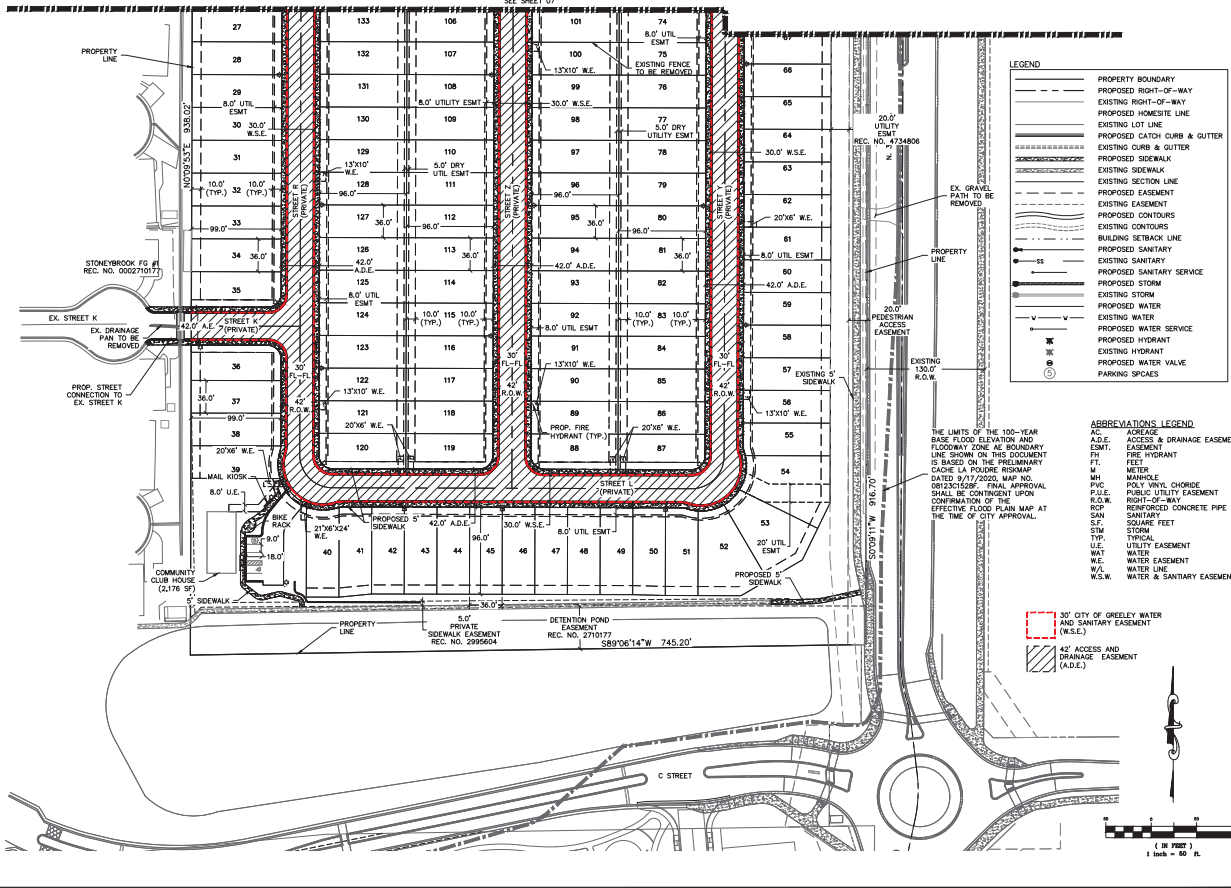 SEE SHEET 07
27
28
29
30
31
32
33
34
35
36
37
38
39
133
132
131
130
129
128
127
126
125
124
123
122
121
120
106
107
108
109
110
111
112
113
114
115
116
117
118
119
101
100
99
98
97
96
95
94
93
92
91
90
89
88
74
75
76
77
78
79
80
81
82
83
84
85
86
87
67
66
65
64
63
62
61
60
59
58
57
56
55
54
53
40
41
42
43
44
45
46
47
48
49
50
51
52
PROPERTY
LINE
N0°09'53"E 938.02'
8.0' UTIL
ESMT
30.0'
W.S.E.
10.0'
(TYP.)
10.0'
(TYP.)
99.0'
36.0'
STONEYBROOK FG #1
REC. NO. 0002710177
EX. STREET K
EX. DRAINAGE
PAN TO BE
REMOVED
42.0' A.E.
STREET K
(PRIVATE)
PROP. STREET
CONNECTION TO
EX. STREET K
36.0'
99.0'
20'X6' W.E.
MAIL KIOSK
8.0' U.E.
BIKE
RACK
9.0'
18.0'
COMMUNITY
CLUB HOUSE
(2,176 SF)
5' SIDEWALK
STREET R
(PRIVATE)
13'X10'
W.E.
96.0'
36.0'
42.0'
A.D.E.
8.0' UTIL
ESMT
30'
FL-FL
42'
R.O.W.
13'X10' W.E.
20'X6' W.E.
8.0' UTILITY ESMT
5.0' DRY
UTIL ESMT
36.0'
96.0'
10.0'
(TYP.)
10.0'
(TYP.)
STREET Z
(PRIVATE)
13'X10' W.E.
30.0' W.S.E.
EXISTING FENCE
TO BE REMOVED
8.0' UTIL
ESMT
5.0' DRY
UTILITY ESMT
96.0'
36.0'
96.0'
36.0'
42.0' A.D.E.
10.0'
(TYP.)
10.0'
(TYP.)
8.0' UTIL ESMT
30'
FL-FL
42'
R.O.W.
13'X10' W.E.
PROP. FIRE
HYDRANT (TYP.)
20'X6' W.E.
STREET Y
(PRIVATE)
30.0' W.S.E.
20'X6' W.E.
8.0' UTIL ESMT
42.0' A.D.E.
30'
FL-FL
42'
R.O.W.
13'X10' W.E.
STREET L
(PRIVATE)
21'X6'X24'
W.E.
PROPOSED 5'
SIDEWALK
42.0' A.D.E.
96.0'
30.0' W.S.E.
8.0' UTIL ESMT
20' UTIL
ESMT
PROPOSED 5'
SIDEWALK
36.0'
PROPERTY
LINE
5.0'
PRIVATE
SIDEWALK EASEMENT
REC. NO. 2995604
DETENTION POND
EASEMENT
REC. NO. 2710177
S89°06'14"W 745.20'
20.0'
UTILITY
ESMT
REC. NO. 4734806
EX. GRAVEL
PATH TO BE
REMOVED
PROPERTY
LINE
20.0'
PEDESTRIAN
ACCESS
EASEMENT
EXISTING 5'
SIDEWALK
EXISTING
130.0'
R.O.W.
S0°09'11"W 916.70'
C STREET
THE LIMITS OF THE 100-YEAR
BASE FLOOD ELEVATION AND
FLOODWAY ZONE AE BOUNDARY
LINE SHOWN ON THIS DOCUMENT
IS BASED ON THE PRELIMINARY
CACHE LA POUDRE RISKMAP
DATED 9/17/2020, MAP NO.
08123C1528F. FINAL APPROVAL
SHALL BE CONTINGENT UPON
CONFIRMATION OF THE
EFFECTIVE FLOOD PLAIN MAP AT
THE TIME OF CITY APPROVAL.
LEGEND
PROPERTY BOUNDARY
PROPOSED RIGHT-OF-WAY
EXISTING RIGHT-OF-WAY
PROPOSED HOMESITE LINE
EXISTING LOT LINE
PROPOSED CATCH CURB & GUTTER
EXISTING CURB & GUTTER
PROPOSED SIDEWALK
EXISTING SIDEWALK
EXISTING SECTION LINE
PROPOSED EASEMENT
EXISTING EASEMENT
PROPOSED CONTOURS
EXISTING CONTOURS
BUILDING SETBACK LINE
PROPOSED SANITARY
SS EXISTING SANITARY
PROPOSED SANITARY SERVICE
PROPOSED STORM
EXISTING STORM
PROPOSED WATER
EXISTING WATER
PROPOSED WATER SERVICE
PROPOSED HYDRANT
EXISTING HYDRANT
PROPOSED WATER VALVE
5 PARKING SPCAES
ABBREVIATIONS LEGEND
AC. ACREAGE
A.D.E. ACCESS & DRAINAGE EASEME
ESMT. EASEMENT
FH FIRE HYDRANT
FT. FEET
M METER
MH MANHOLE
PVC POLY VINYL CHORIDE
P.U.E. PUBLIC UTILITY EASEMENT
R.O.W. RIGHT-OF-WAY
RCP REINFORCED CONCRETE PIPE
SAN SANITARY
S.F. SQUARE FEET
STM STORM
TYP. TYPICAL
U.E. UTILITY EASEMENT
WAT WATER
W.E. WATER EASEMENT
W/L WATER LINE
W.S.W. WATER & SANTIARY EASEMEN
30' CITY OF GREELEY WATER
AND SANITARY EASEMENT
(W.S.E.)
42' ACCESS AND
DRAINAGE EASEMENT
(A.D.E.)
50 0 50
( IN FEET )
1 inch = 50 ft.